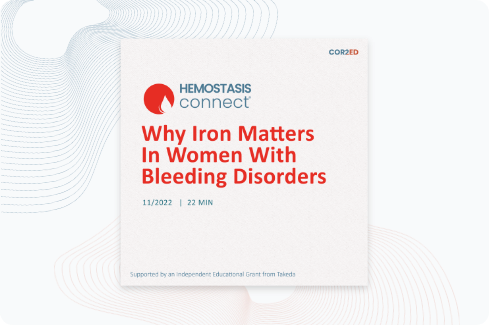 COR2ED
HEMOSTASIS
connect
Why Iron Matters
In Women With
Bleeding Disorders
11/2022 | 22 MIN
Supported by an Independent Educational Grant from Takeda